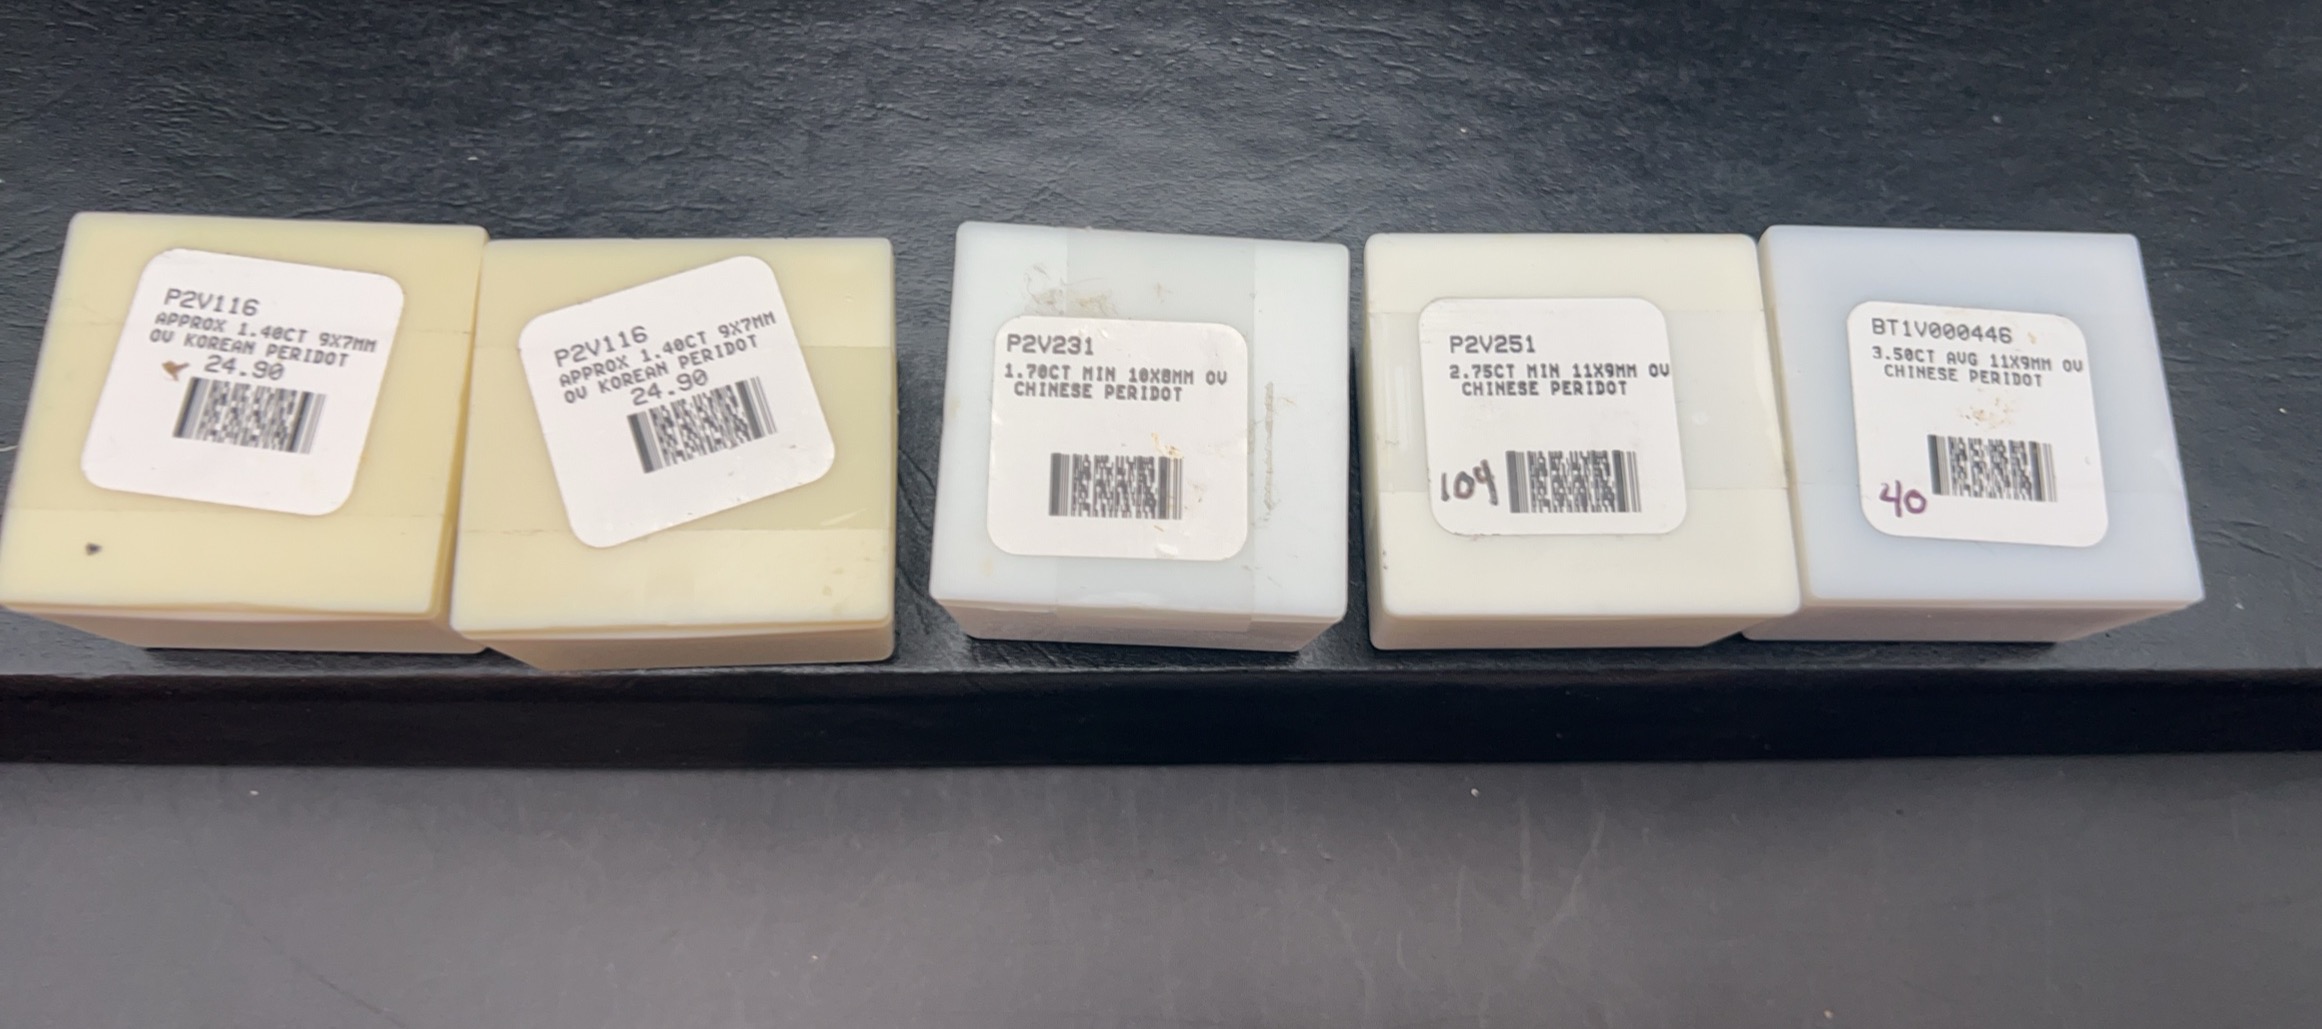 P2V116
APPROX 1.40CT 9X7MM
OV KOREAN PERIDOT
24.90
P2V116
APPROX 1.40CT 9X7MM
OV KOREAN PERIDOT
24.90
P2V231
1.70CT MIN 10X8MM OV
CHINESE PERIDOT
P2V251
2.75CT MIN 11X9MM OV
CHINESE PERIDOT
104
BT1V000446
3.50CT AVG 11X9MM OV
CHINESE PERIDOT
40